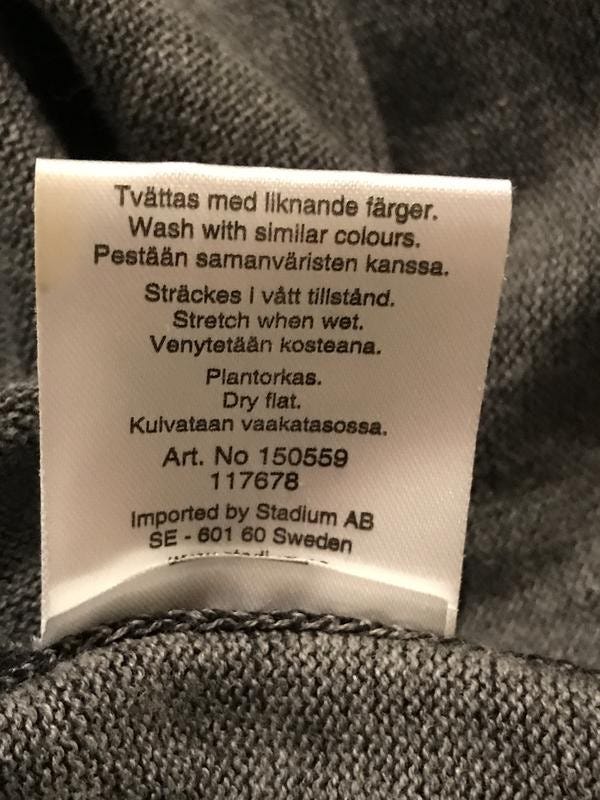 Tvättas med liknande färger.
Wash with similar colours.
Pestään samanväristen kanssa.
Sträckes i vått tillstånd.
Stretch when wet.
Venytetään kosteana.
Plantorkas.
Dry flat.
Kuivataan vaakatasossa.
Art. No 150559
117678
Imported by Stadium AB
SE - 601 60 Sweden